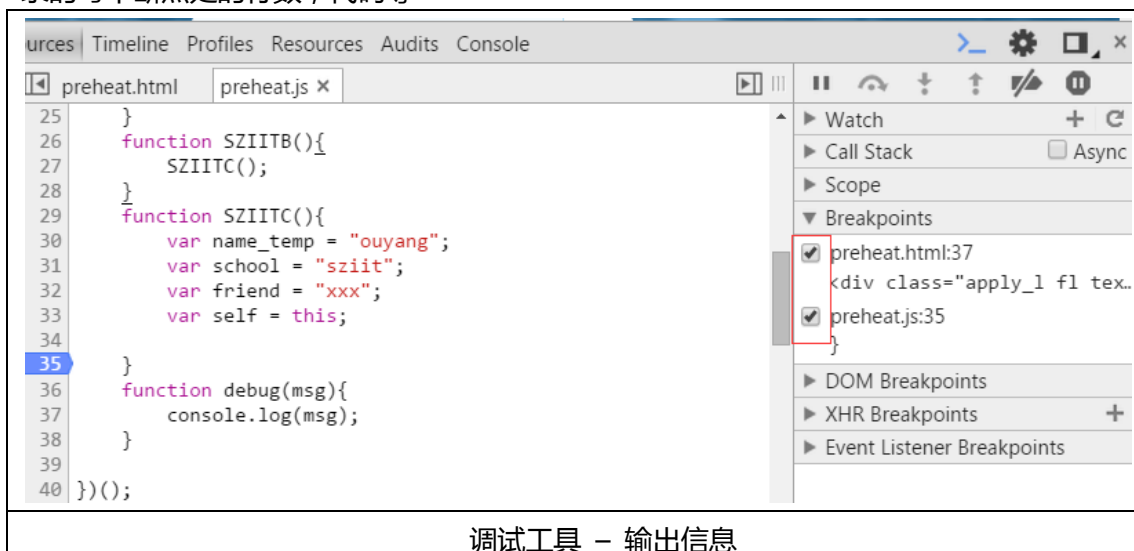 urces Timeline Profiles Resources Audits Console
preheat.html preheat.js ×
25 }
26 function SZIITB(){
27 SZIITC();
28 }
29 function SZIITC(){
30 var name_temp = "ouyang";
31 var school = "sziit";
32 var friend = "xxx";
33 var self = this;
34
35 }
36 function debug(msg){
37 console.log(msg);
38 }
39
40 })();
Watch
Call Stack Async
Scope
Breakpoints
preheat.html:37
<div class="apply_l fl tex…
preheat.js:35
}
DOM Breakpoints
XHR Breakpoints
Event Listener Breakpoints
调试工具 – 输出信息